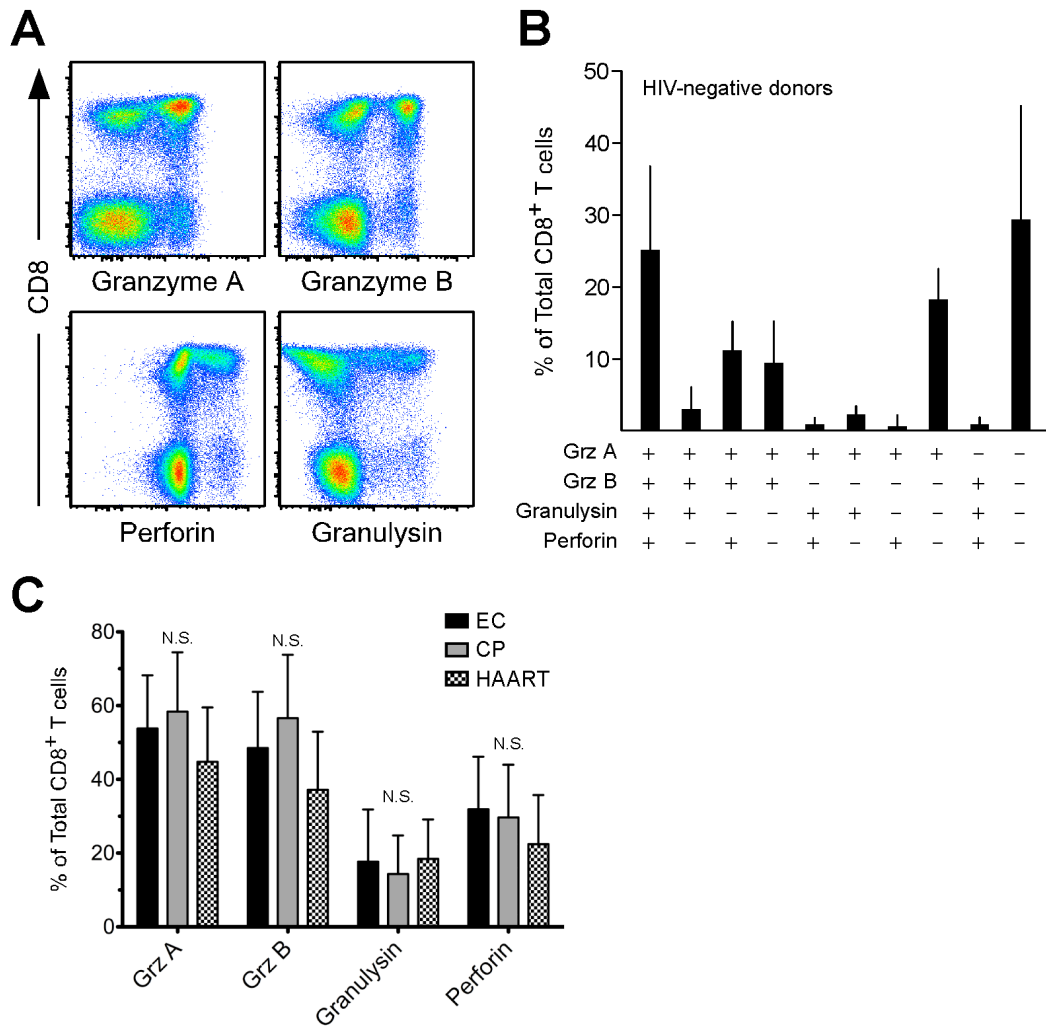 A
CD8
Granzyme A
Granzyme B
Perforin
Granulysin
B
HIV-negative donors
% of Total CD8⁺ T cells
50
40
30
20
10
Grz A + + + + + + + + − −
Grz B + + + + − − − − − −
Granulysin + + − − + + − − + −
Perforin + − + − + − + − + −
C
EC
CP
HAART
% of Total CD8⁺ T cells
80
60
40
20
0
N.S.
N.S.
N.S.
N.S.
Grz A
Grz B
Granulysin
Perforin